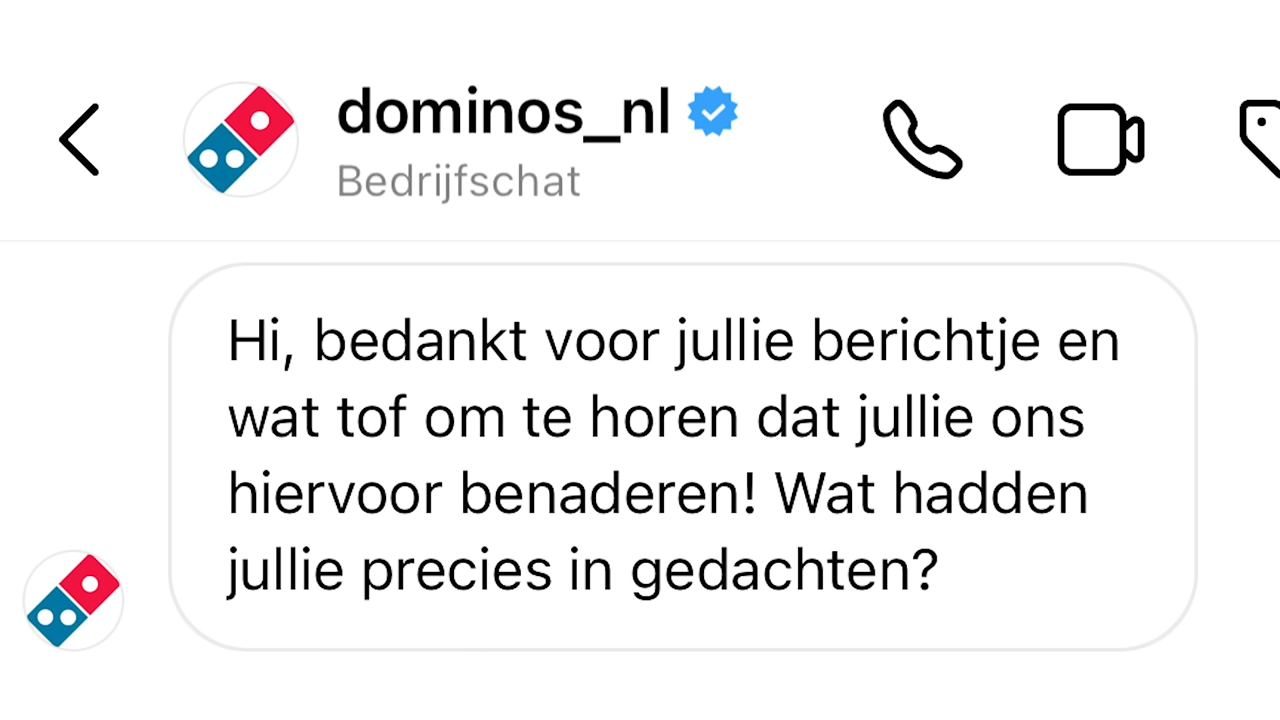 dominos_nl
Bedrijfschat
Hi, bedankt voor jullie berichtje en
wat tof om te horen dat jullie ons
hiervoor benaderen! Wat hadden
jullie precies in gedachten?